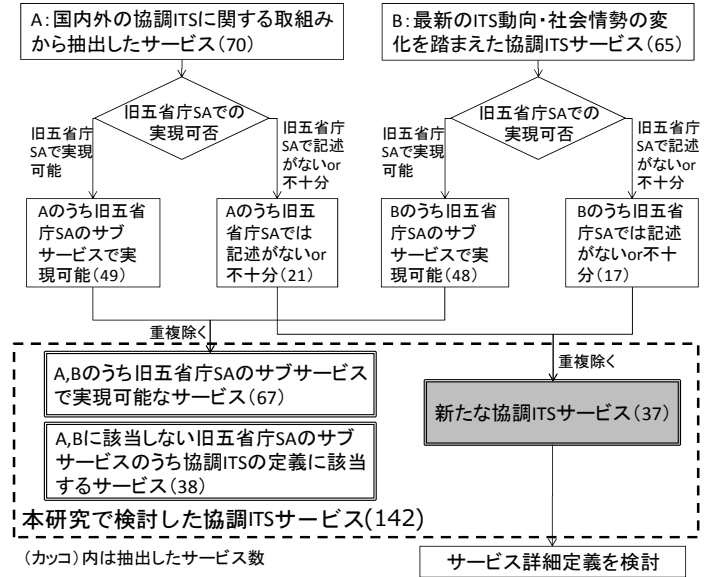 A：国内外の協調ITSに関する取組み
から抽出したサービス（70）
B：最新のITS動向・社会情勢の変
化を踏まえた協調ITSサービス（65）
旧五省庁SAでの
実現可否
旧五省庁
SAで実現
可能
旧五省庁
SAで記述
がないor
不十分
旧五省庁SAでの
実現可否
旧五省庁
SAで実現
可能
旧五省庁
SAで記述
がないor
不十分
Aのうち旧五省
庁SAのサブ
サービスで実
現可能（49）
Aのうち旧五
省庁SAでは
記述がないor
不十分（21）
Bのうち旧五省
庁SAのサブ
サービスで実
現可能（48）
Bのうち旧五省庁
SAでは記述
がないor不十
分（17）
重複除く
重複除く
A,Bのうち旧五省庁SAのサブサービス
で実現可能なサービス（67）
新たな協調ITSサービス（37）
A,Bに該当しない旧五省庁SAのサブ
サービスのうち協調ITSの定義に該当
するサービス（38）
本研究で検討した協調ITSサービス(142)
（カッコ）内は抽出したサービス数
サービス詳細定義を検討